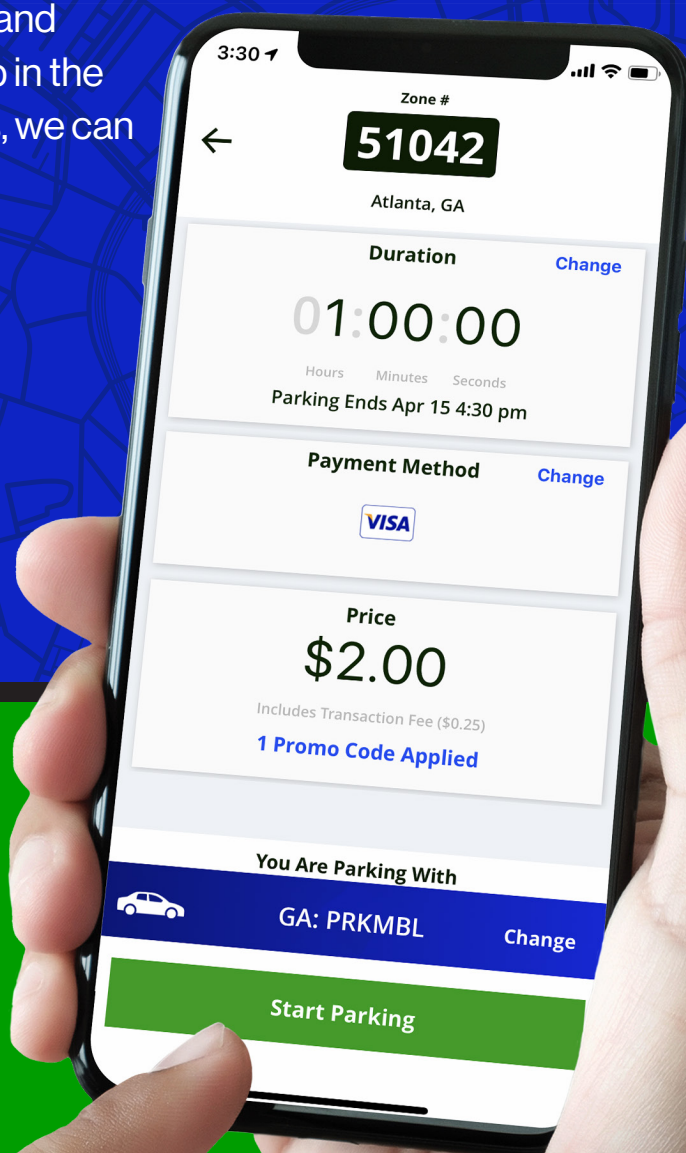 and
in the
, we can
3:30
Zone #
51042
Atlanta, GA
Duration
Change
01:00:00
Hours Minutes Seconds
Parking Ends Apr 15 4:30 pm
Payment Method
Change
VISA
Price
$2.00
Includes Transaction Fee ($0.25)
1 Promo Code Applied
You Are Parking With
GA: PRKMBL
Change
Start Parking